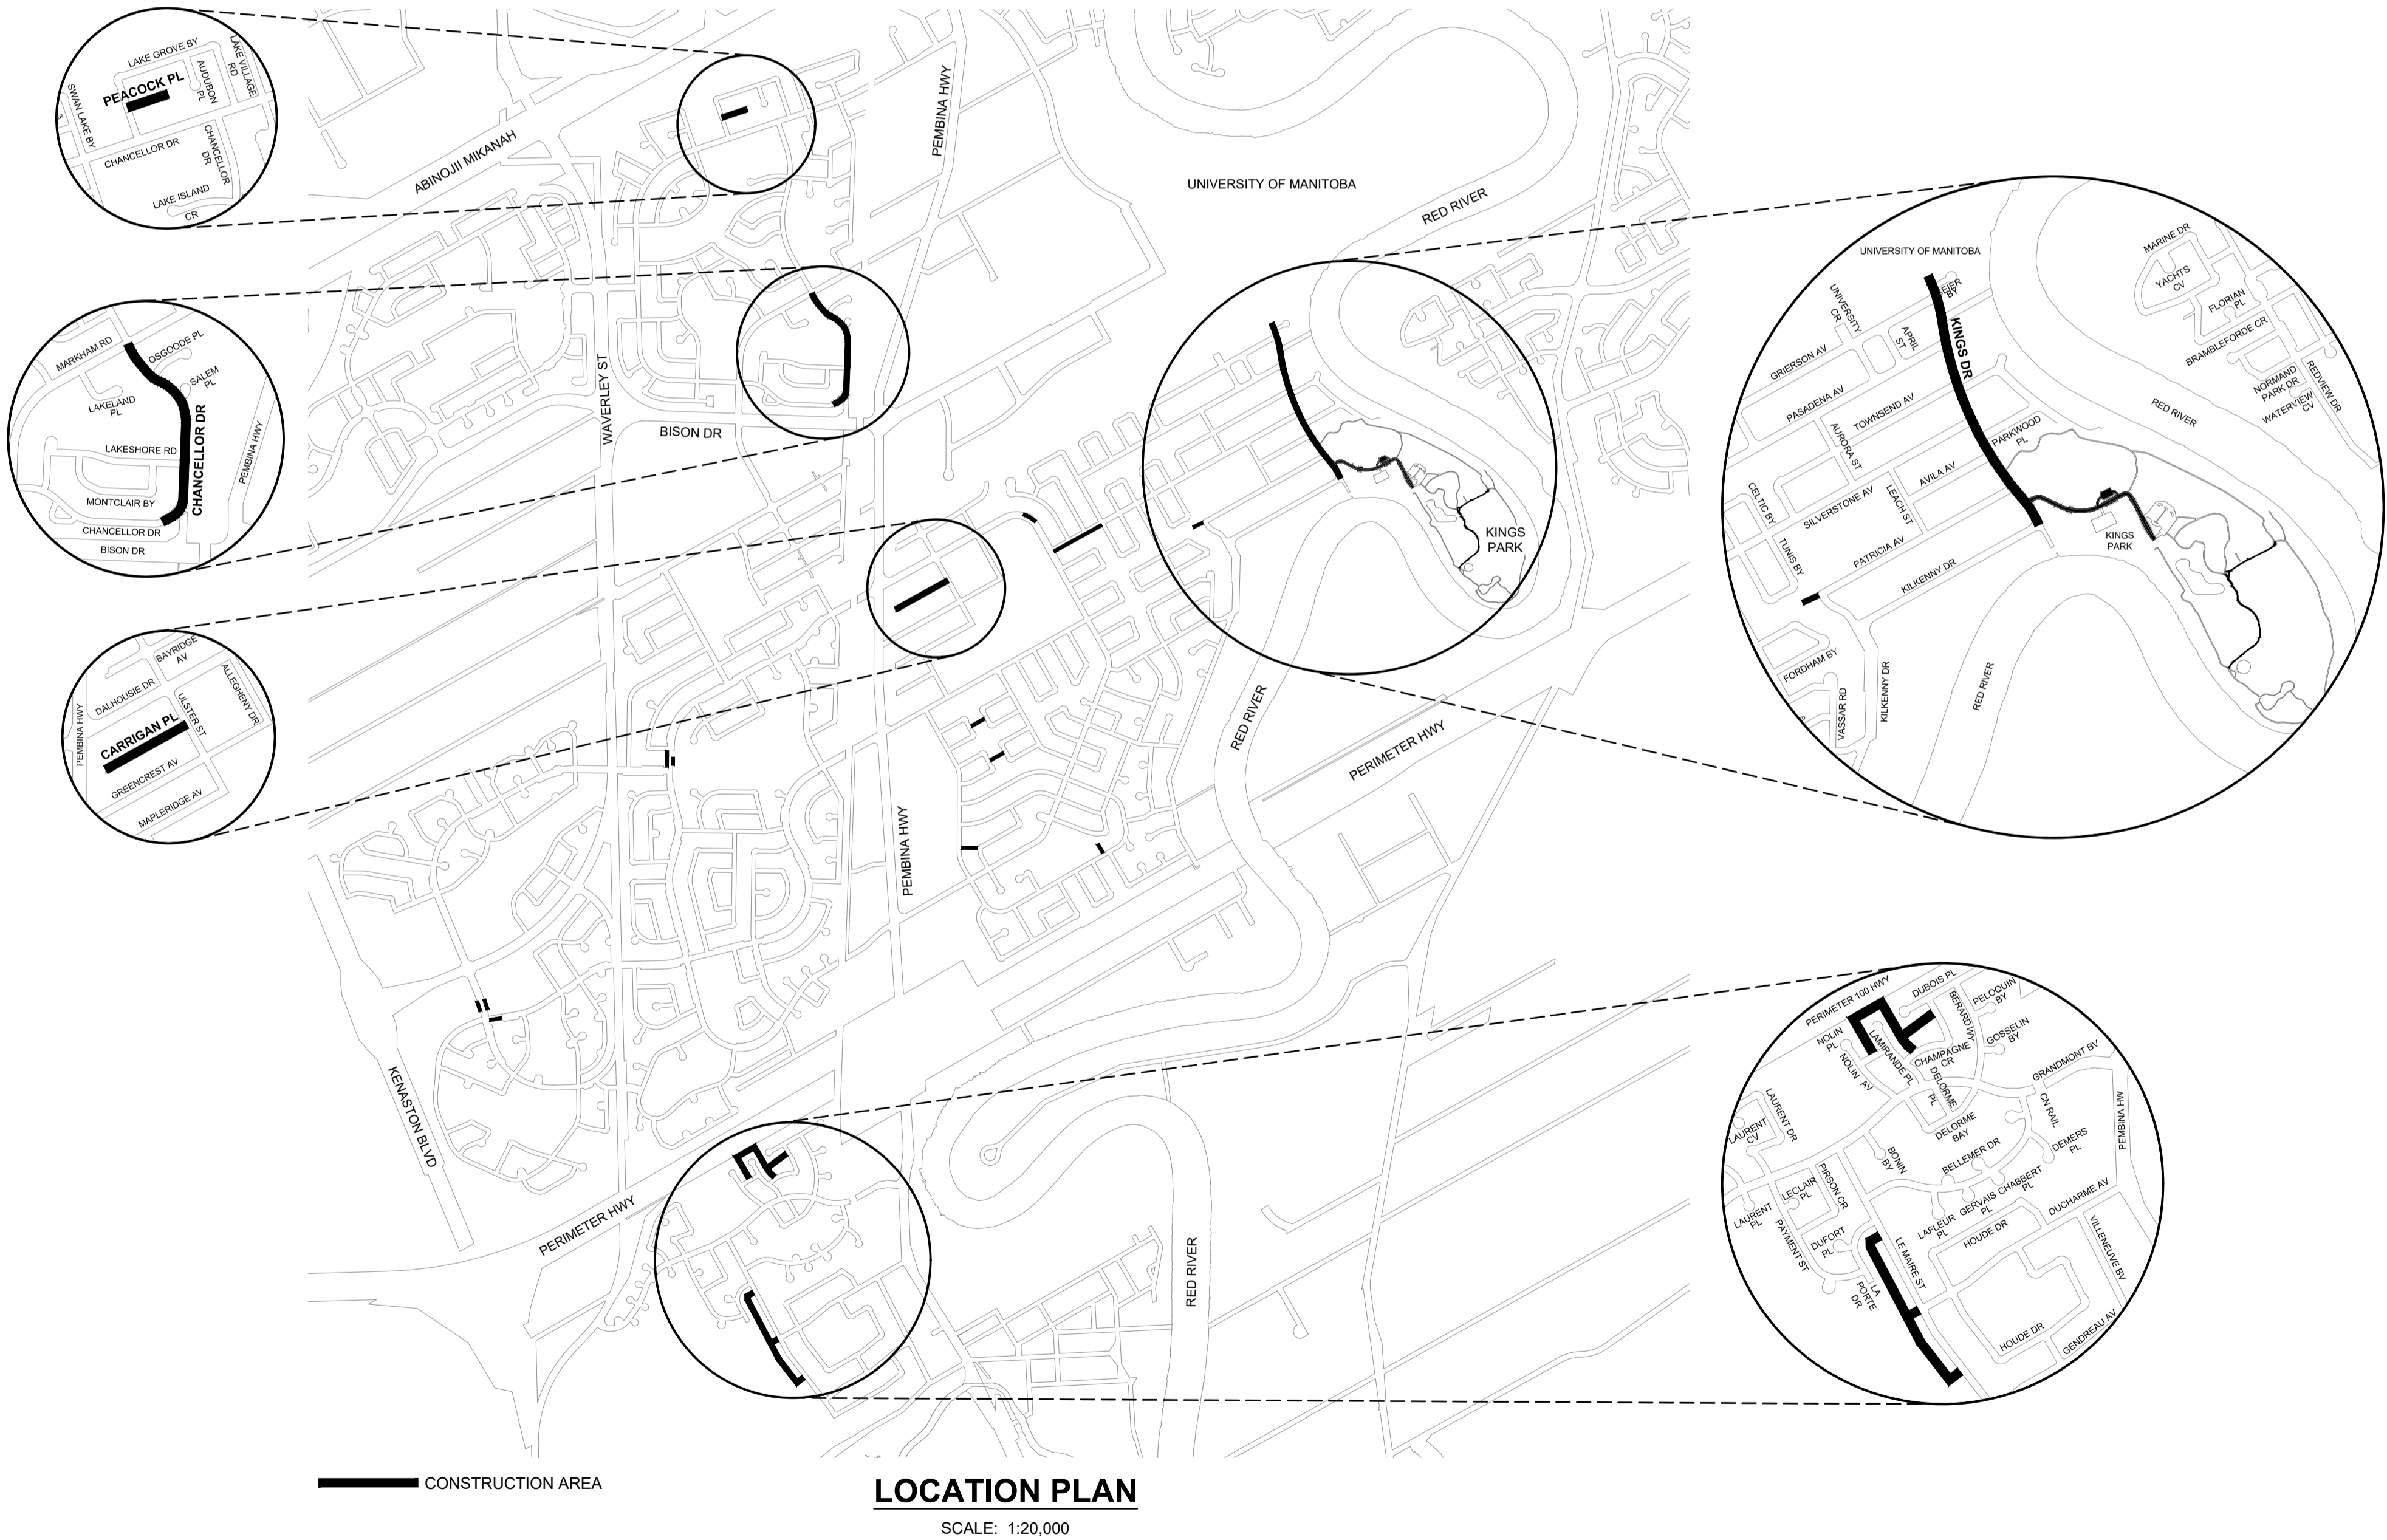 LAKE GROVE BY
LAKE VILLAGE
RD
PEACOCK PL
AUDUBON
PL
SWAN LAKE BY
CHANCELLOR DR
CHANCELLOR
DR
LAKE ISLAND
CR
MARKHAM RD
OSGOODE PL
SALEM
PL
LAKELAND
PL
CHANCELLOR DR
LAKESHORE RD
PEMBINA HWY
MONTCLAIR BY
CHANCELLOR DR
BISON DR
BAYRIDGE
AV
DALHOUSIE DR
ALLEGHENY DR
ULSTER ST
PEMBINA HWY
CARRIGAN PL
GREENCREST AV
MAPLERIDGE AV
ABINOJII MIKANAH
PEMBINA HWY
UNIVERSITY OF MANITOBA
RED RIVER
WAVERLEY ST
BISON DR
KINGS
PARK
RED RIVER
PERIMETER HWY
PEMBINA HWY
KENASTON BLVD
PERIMETER HWY
RED RIVER
UNIVERSITY OF MANITOBA
MARINE DR
YACHTS
CV
FLORIAN
PL
BRAMBLEFORDE CR
NORMAND
PARK DR
REDVIEW DR
WATERVIEW
CV
RED RIVER
UNIVERSITY
CR
BY
APRIL
ST
KINGS DR
GRIERSON AV
PASADENA AV
TOWNSEND AV
AURORA ST
PARKWOOD
PL
AVILA AV
LEACH ST
SILVERSTONE AV
CELTIC BY
TUNIS BY
PATRICIA AV
KILKENNY DR
KINGS
PARK
FORDHAM BY
VASSAR RD
KILKENNY DR
RED RIVER
PERIMETER 100 HWY
DUBOIS PL
PELOQUIN
BY
BERARD WY
GOSSELIN
BY
NOLIN
PL
NOLIN AV
LAMIRANDE PL
CHAMPAGNE
CR
GRANDMONT BV
DELORME
PL
CN RAIL
PEMBINA HW
LAURENT DR
LAURENT
CV
DELORME
BAY
DEMERS
PL
BELLEMER DR
BONIN
BY
PIRSON CR
LECLAIR
PL
CHABBERT
PL
GERVAIS
PL
LAFLEUR
PL
DUCHARME AV
LAURENT
PL
PAYMENT ST
DUFORT
PL
HOUDE DR
LE MAIRE ST
VILLENEUVE BV
LA
PORTE
DR
HOUDE DR
GENDREAU AV
CONSTRUCTION AREA
LOCATION PLAN
SCALE: 1:20,000